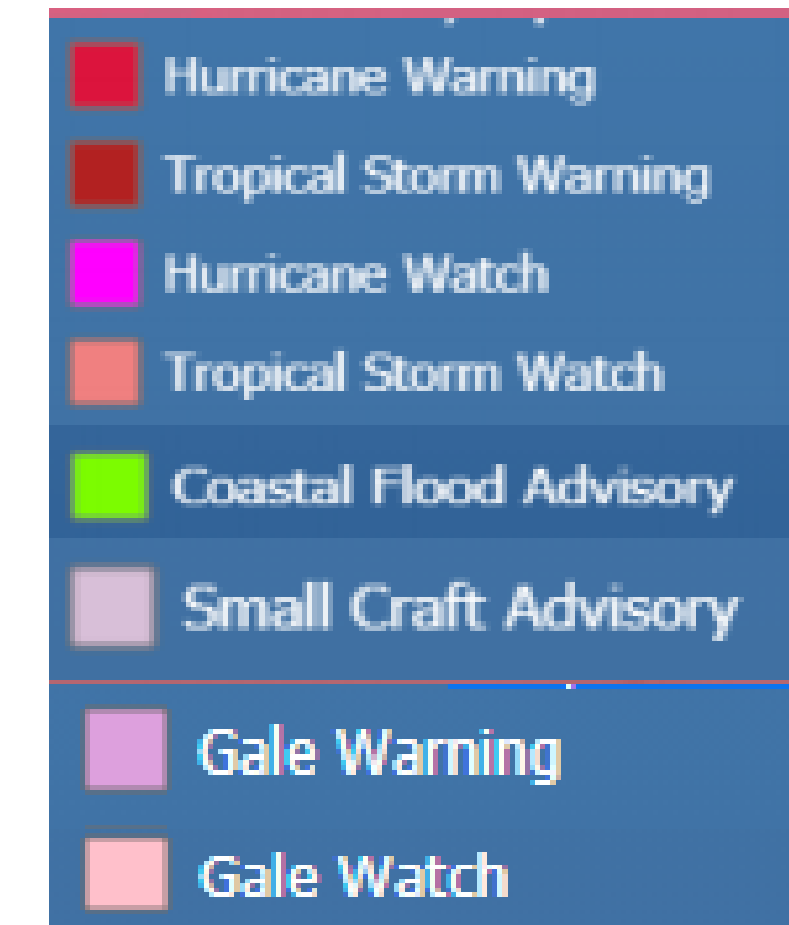 Hurricane Warning
Tropical Storm Warning
Hurricane Watch
Tropical Storm Watch
Coastal Flood Advisory
Small Craft Advisory
Gale Warning
Gale Watch